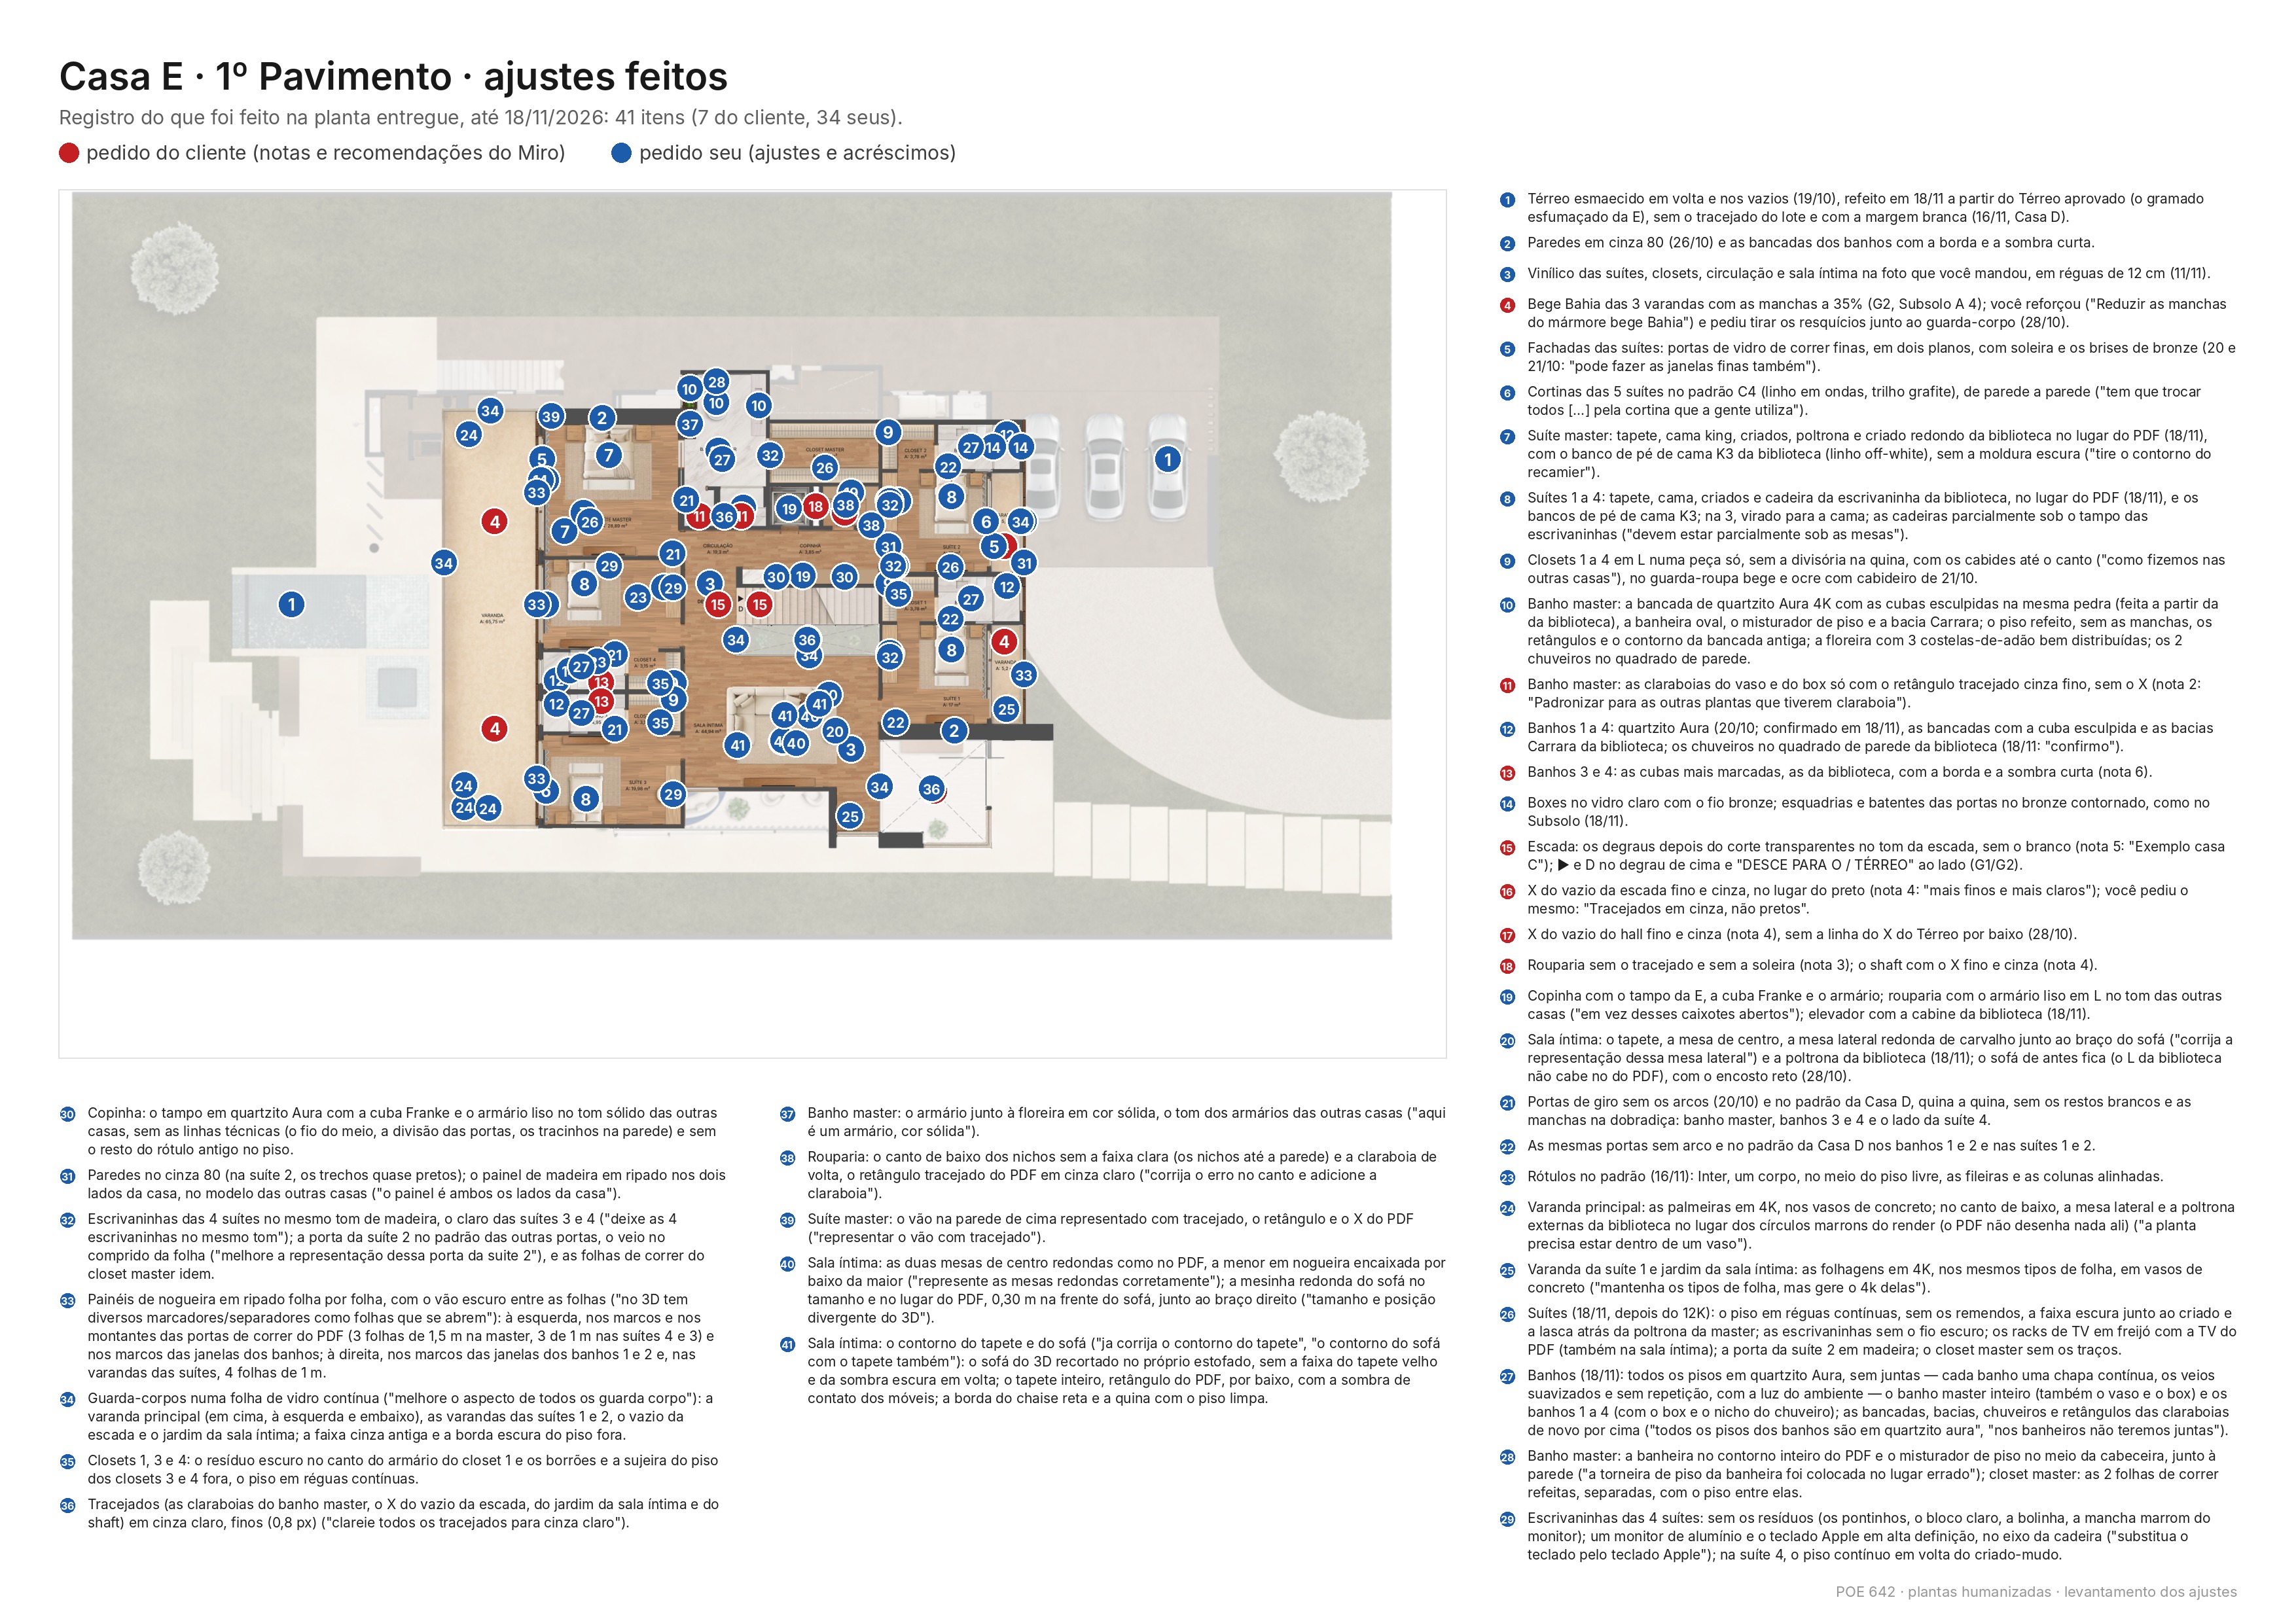 Casa E · 1º Pavimento · ajustes feitos
Registro do que foi feito na planta entregue, até 18/11/2026: 41 itens (7 do cliente, 34 seus).
pedido do cliente (notas e recomendações do Miro)
pedido seu (ajustes e acréscimos)
1 Térreo esmaecido em volta e nos vazios (19/10), refeito em 18/11 a partir do Térreo aprovado (o gramado
esfumaçado da E), sem o tracejado do lote e com a margem branca (16/11, Casa D).
2 Paredes em cinza 80 (26/10) e as bancadas dos banhos com a borda e a sombra curta.
3 Vinílico das suítes, closets, circulação e sala íntima na foto que você mandou, em réguas de 12 cm (11/11).
4 Bege Bahia das 3 varandas com as manchas a 35% (G2, Subsolo A 4); você reforçou ("Reduzir as manchas
do mármore bege Bahia") e pediu tirar os resquícios junto ao guarda-corpo (28/10).
5 Fachadas das suítes: portas de vidro de correr finas, em dois planos, com soleira e os brises de bronze (20 e
21/10: "pode fazer as janelas finas também").
6 Cortinas das 5 suítes no padrão C4 (linho em ondas, trilho grafite), de parede a parede ("tem que trocar
todos [...] pela cortina que a gente utiliza").
7 Suíte master: tapete, cama king, criados, poltrona e criado redondo da biblioteca no lugar do PDF (18/11),
com o banco de pé de cama K3 da biblioteca (linho off-white), sem a moldura escura ("tire o contorno do
recamier").
8 Suítes 1 a 4: tapete, cama, criados e cadeira da escrivaninha da biblioteca, no lugar do PDF (18/11), e os
bancos de pé de cama K3; na 3, virado para a cama; as cadeiras parcialmente sob o tampo das
escrivaninhas ("devem estar parcialmente sob as mesas").
9 Closets 1 a 4 em L numa peça só, sem a divisória na quina, com os cabides até o canto ("como fizemos nas
outras casas"), no guarda-roupa bege e ocre com cabideiro de 21/10.
10 Banho master: a bancada de quartzito Aura 4K com as cubas esculpidas na mesma pedra (feita a partir da
da biblioteca), a banheira oval, o misturador de piso e a bacia Carrara; o piso refeito, sem as manchas, os
retângulos e o contorno da bancada antiga; a floreira com 3 costelas-de-adão bem distribuídas; os 2
chuveiros no quadrado de parede.
11 Banho master: as claraboias do vaso e do box só com o retângulo tracejado cinza fino, sem o X (nota 2:
"Padronizar para as outras plantas que tiverem claraboia").
12 Banhos 1 a 4: quartzito Aura (20/10; confirmado em 18/11), as bancadas com a cuba esculpida e as bacias
Carrara da biblioteca; os chuveiros no quadrado de parede da biblioteca (18/11: "confirmo").
13 Banhos 3 e 4: as cubas mais marcadas, as da biblioteca, com a borda e a sombra curta (nota 6).
14 Boxes no vidro claro com o fio bronze; esquadrias e batentes das portas no bronze contornado, como no
Subsolo (18/11).
15 Escada: os degraus depois do corte transparentes no tom da escada, sem o branco (nota 5: "Exemplo casa
C"); ▶ e D no degrau de cima e "DESCE PARA O / TÉRREO" ao lado (G1/G2).
16 X do vazio da escada fino e cinza, no lugar do preto (nota 4: "mais finos e mais claros"); você pediu o
mesmo: "Tracejados em cinza, não pretos".
17 X do vazio do hall fino e cinza (nota 4), sem a linha do X do Térreo por baixo (28/10).
18 Rouparia sem o tracejado e sem a soleira (nota 3); o shaft com o X fino e cinza (nota 4).
19 Copinha com o tampo da E, a cuba Franke e o armário; rouparia com o armário liso em L no tom das outras
casas ("em vez desses caixotes abertos"); elevador com a cabine da biblioteca (18/11).
20 Sala íntima: o tapete, a mesa de centro, a mesa lateral redonda de carvalho junto ao braço do sofá ("corrija a
representação dessa mesa lateral") e a poltrona da biblioteca (18/11); o sofá de antes fica (o L da biblioteca
não cabe no do PDF), com o encosto reto (28/10).
21 Portas de giro sem os arcos (20/10) e no padrão da Casa D, quina a quina, sem os restos brancos e as
manchas na dobradiça: banho master, banhos 3 e 4 e o lado da suíte 4.
22 As mesmas portas sem arco e no padrão da Casa D nos banhos 1 e 2 e nas suítes 1 e 2.
23 Rótulos no padrão (16/11): Inter, um corpo, no meio do piso livre, as fileiras e as colunas alinhadas.
24 Varanda principal: as palmeiras em 4K, nos vasos de concreto; no canto de baixo, a mesa lateral e a poltrona
externas da biblioteca no lugar dos círculos marrons do render (o PDF não desenha nada ali) ("a planta
precisa estar dentro de um vaso").
25 Varanda da suíte 1 e jardim da sala íntima: as folhagens em 4K, nos mesmos tipos de folha, em vasos de
concreto ("mantenha os tipos de folha, mas gere o 4k delas").
26 Suítes (18/11, depois do 12K): o piso em réguas contínuas, sem os remendos, a faixa escura junto ao criado e
a lasca atrás da poltrona da master; as escrivaninhas sem o fio escuro; os racks de TV em freijó com a TV do
PDF (também na sala íntima); a porta da suíte 2 em madeira; o closet master sem os traços.
27 Banhos (18/11): todos os pisos em quartzito Aura, sem juntas — cada banho uma chapa contínua, os veios
suavizados e sem repetição, com a luz do ambiente — o banho master inteiro (também o vaso e o box) e os
banhos 1 a 4 (com o box e o nicho do chuveiro); as bancadas, bacias, chuveiros e retângulos das claraboias
de novo por cima ("todos os pisos dos banhos são em quartzito aura", "nos banheiros não teremos juntas").
28 Banho master: a banheira no contorno inteiro do PDF e o misturador de piso no meio da cabeceira, junto à
parede ("a torneira de piso da banheira foi colocada no lugar errado"); closet master: as 2 folhas de correr
refeitas, separadas, com o piso entre elas.
29 Escrivaninhas das 4 suítes: sem os resíduos (os pontinhos, o bloco claro, a bolinha, a mancha marrom do
monitor); um monitor de alumínio e o teclado Apple em alta definição, no eixo da cadeira ("substitua o
teclado pelo teclado Apple"); na suíte 4, o piso contínuo em volta do criado-mudo.
30 Copinha: o tampo em quartzito Aura com a cuba Franke e o armário liso no tom sólido das outras
casas, sem as linhas técnicas (o fio do meio, a divisão das portas, os tracinhos na parede) e sem
o resto do rótulo antigo no piso.
31 Paredes no cinza 80 (na suíte 2, os trechos quase pretos); o painel de madeira em ripado nos dois
lados da casa, no modelo das outras casas ("o painel é ambos os lados da casa").
32 Escrivaninhas das 4 suítes no mesmo tom de madeira, o claro das suítes 3 e 4 ("deixe as 4
escrivaninhas no mesmo tom"); a porta da suíte 2 no padrão das outras portas, o veio no
comprido da folha ("melhore a representação dessa porta da suite 2"), e as folhas de correr do
closet master idem.
33 Painéis de nogueira em ripado folha por folha, com o vão escuro entre as folhas ("no 3D tem
diversos marcadores/separadores como folhas que se abrem"): à esquerda, nos marcos e nos
montantes das portas de correr do PDF (3 folhas de 1,5 m na master, 3 de 1 m nas suítes 4 e 3) e
nos marcos das janelas dos banhos; à direita, nos marcos das janelas dos banhos 1 e 2 e, nas
varandas das suítes, 4 folhas de 1 m.
34 Guarda-corpos numa folha de vidro contínua ("melhore o aspecto de todos os guarda corpo"): a
varanda principal (em cima, à esquerda e embaixo), as varandas das suítes 1 e 2, o vazio da
escada e o jardim da sala íntima; a faixa cinza antiga e a borda escura do piso fora.
35 Closets 1, 3 e 4: o resíduo escuro no canto do armário do closet 1 e os borrões e a sujeira do piso
dos closets 3 e 4 fora, o piso em réguas contínuas.
36 Tracejados (as claraboias do banho master, o X do vazio da escada, do jardim da sala íntima e do
shaft) em cinza claro, finos (0,8 px) ("clareie todos os tracejados para cinza claro").
37 Banho master: o armário junto à floreira em cor sólida, o tom dos armários das outras casas ("aqui
é um armário, cor sólida").
38 Rouparia: o canto de baixo dos nichos sem a faixa clara (os nichos até a parede) e a claraboia de
volta, o retângulo tracejado do PDF em cinza claro ("corrija o erro no canto e adicione a
claraboia").
39 Suíte master: o vão na parede de cima representado com tracejado, o retângulo e o X do PDF
("representar o vão com tracejado").
40 Sala íntima: as duas mesas de centro redondas como no PDF, a menor em nogueira encaixada por
baixo da maior ("represente as mesas redondas corretamente"); a mesinha redonda do sofá no
tamanho e no lugar do PDF, 0,30 m na frente do sofá, junto ao braço direito ("tamanho e posição
divergente do 3D").
41 Sala íntima: o contorno do tapete e do sofá ("ja corrija o contorno do tapete", "o contorno do sofá
com o tapete também"): o sofá do 3D recortado no próprio estofado, sem a faixa do tapete velho
e da sombra escura em volta; o tapete inteiro, retângulo do PDF, por baixo, com a sombra de
contato dos móveis; a borda do chaise reta e a quina com o piso limpa.
POE 642 · plantas humanizadas · levantamento dos ajustes